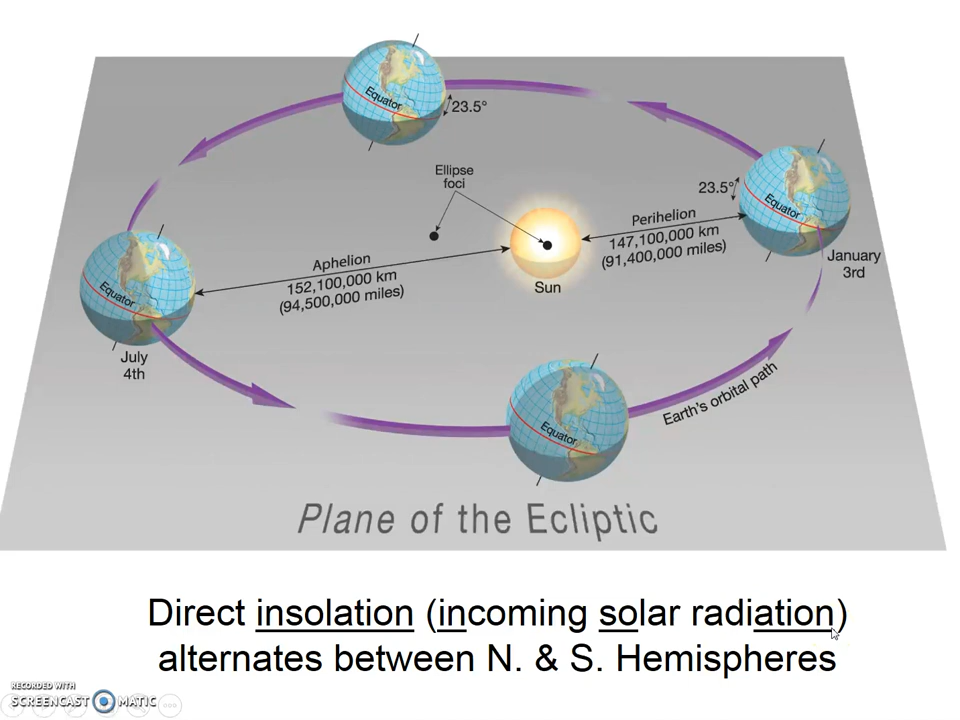 Equator
23.5°
Ellipse
foci
23.5°
Equator
Perihelion
147,100,000 km
(91,400,000 miles)
January
3rd
Aphelion
152,100,000 km
(94,500,000 miles)
Sun
Equator
July
4th
Equator
Earth's orbital path
Plane of the Ecliptic
Direct insolation (incoming solar radiation)
alternates between N. & S. Hemispheres
RECORDED WITH
SCREENCAST MATIC